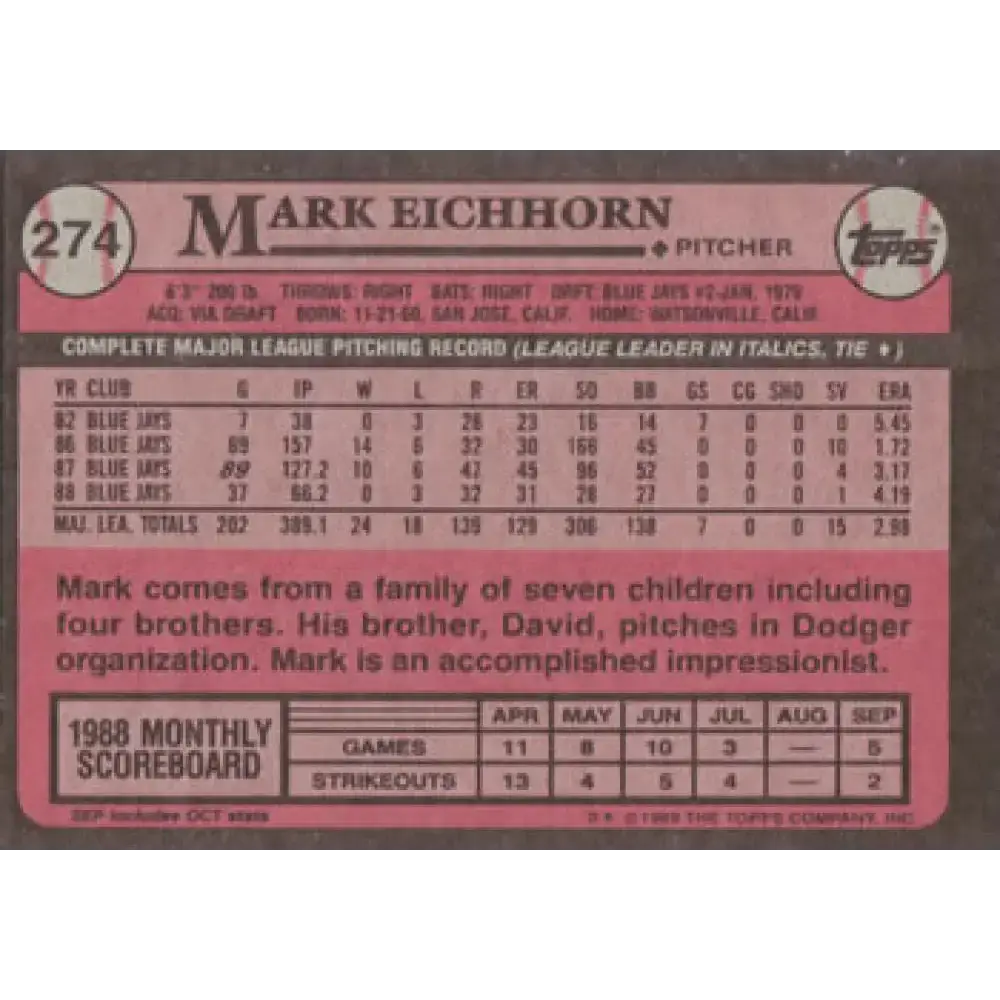 274
MARK EICHHORN
♦ PITCHER
TOPPS®
6'3" 200 lb. THROWS: RIGHT BATS: RIGHT DRFT: BLUE JAYS #2-JAN, 1979
ACQ: VIA DRAFT BORN: 11-21-60, SAN JOSE, CALIF. HOME: WATSONVILLE, CALIF.
COMPLETE MAJOR LEAGUE PITCHING RECORD (LEAGUE LEADER IN ITALICS, TIE ♦)
YR CLUB G IP W L R ER SO BB GS CG SHO SV ERA
82 BLUE JAYS 7 38 0 3 28 23 16 14 7 0 0 0 5.45
86 BLUE JAYS 69 157 14 6 32 30 166 45 0 0 0 10 1.72
87 BLUE JAYS 89 127.2 10 6 47 45 96 52 0 0 0 4 3.17
88 BLUE JAYS 37 66.2 0 3 32 31 28 27 0 0 0 1 4.19
MAJ. LEA. TOTALS 202 389.1 24 18 139 129 306 138 7 0 0 15 2.98
Mark comes from a family of seven children including
four brothers. His brother, David, pitches in Dodger
organization. Mark is an accomplished impressionist.
1988 MONTHLY
SCOREBOARD
APR MAY JUN JUL AUG SEP
GAMES 11 8 10 3 — 5
STRIKEOUTS 13 4 5 4 — 2
SEP includes OCT stats
D* © 1989 THE TOPPS COMPANY, INC.